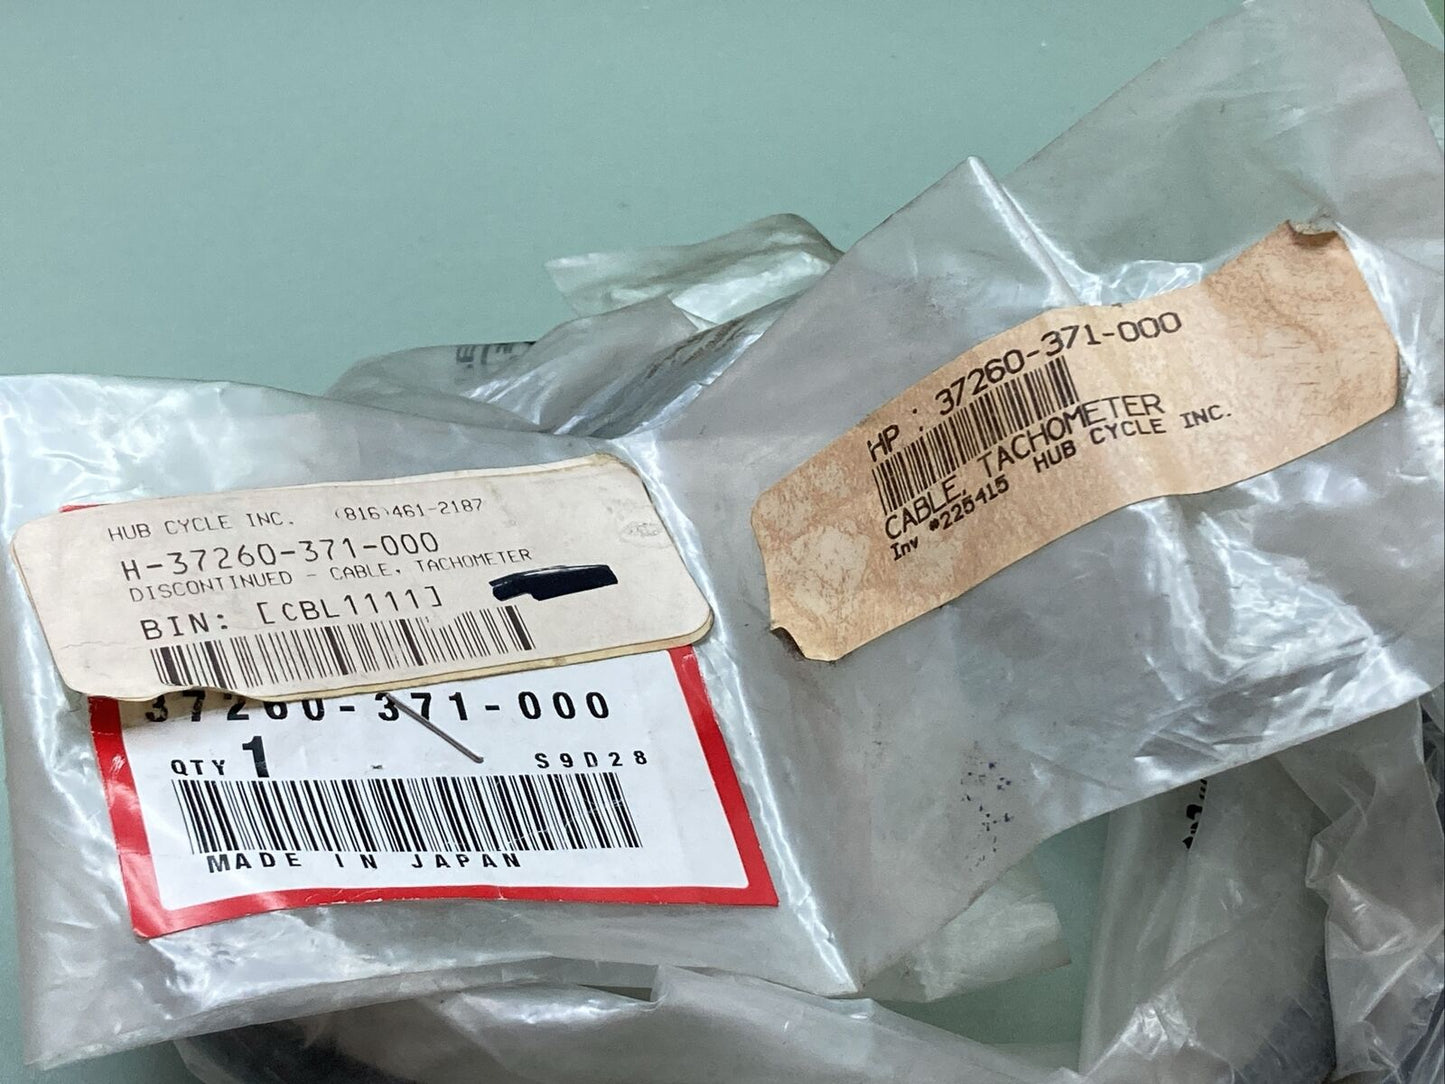 HUB CYCLE INC. (816)461-2187
H-37260-371-000
DISCONTINUED - CABLE, TACHOMETER
BIN: [CBL1111]
37260-371-000
QTY 1 S9D28
MADE IN JAPAN
HP : 37260-371-000
CABLE, TACHOMETER
Inv #225415 HUB CYCLE INC.